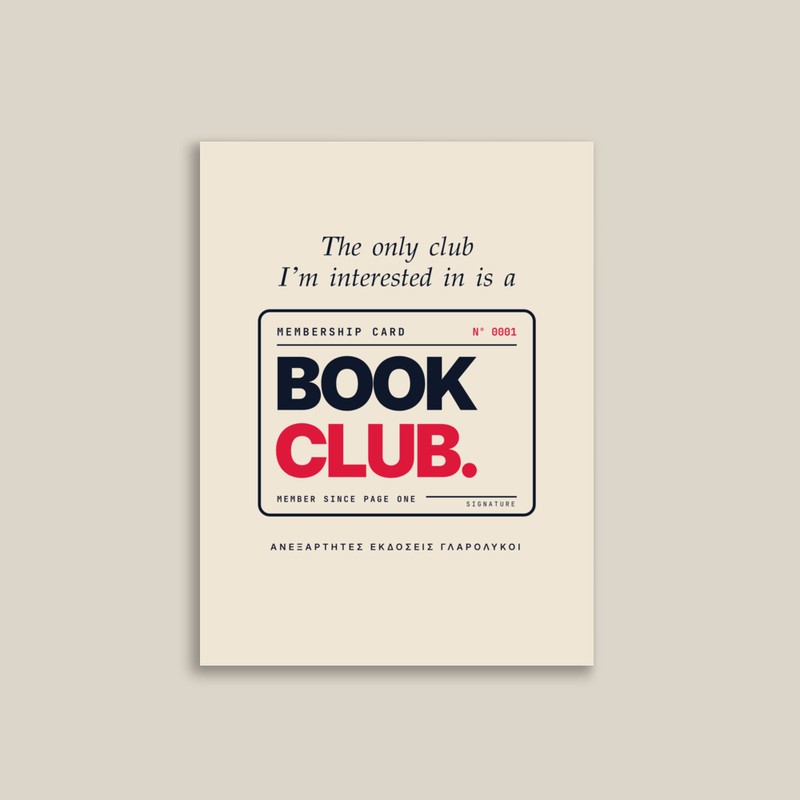 The only club
I'm interested in is a
MEMBERSHIP CARD N° 0001
BOOK
CLUB.
MEMBER SINCE PAGE ONE
SIGNATURE
ΑΝΕΞΑΡΤΗΤΕΣ ΕΚΔΟΣΕΙΣ ΓΛΑΡΟΛΥΚΟΙ